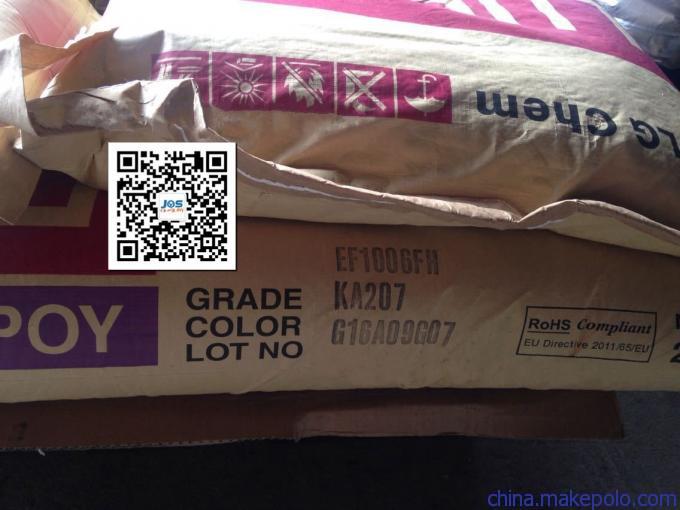 LG Chem
JQS
EF1006FH
POY
GRADE KA207
COLOR G16A09G07
LOT NO
RoHS Compliant
EU Directive 2011/65/EU
china.makepolo.com